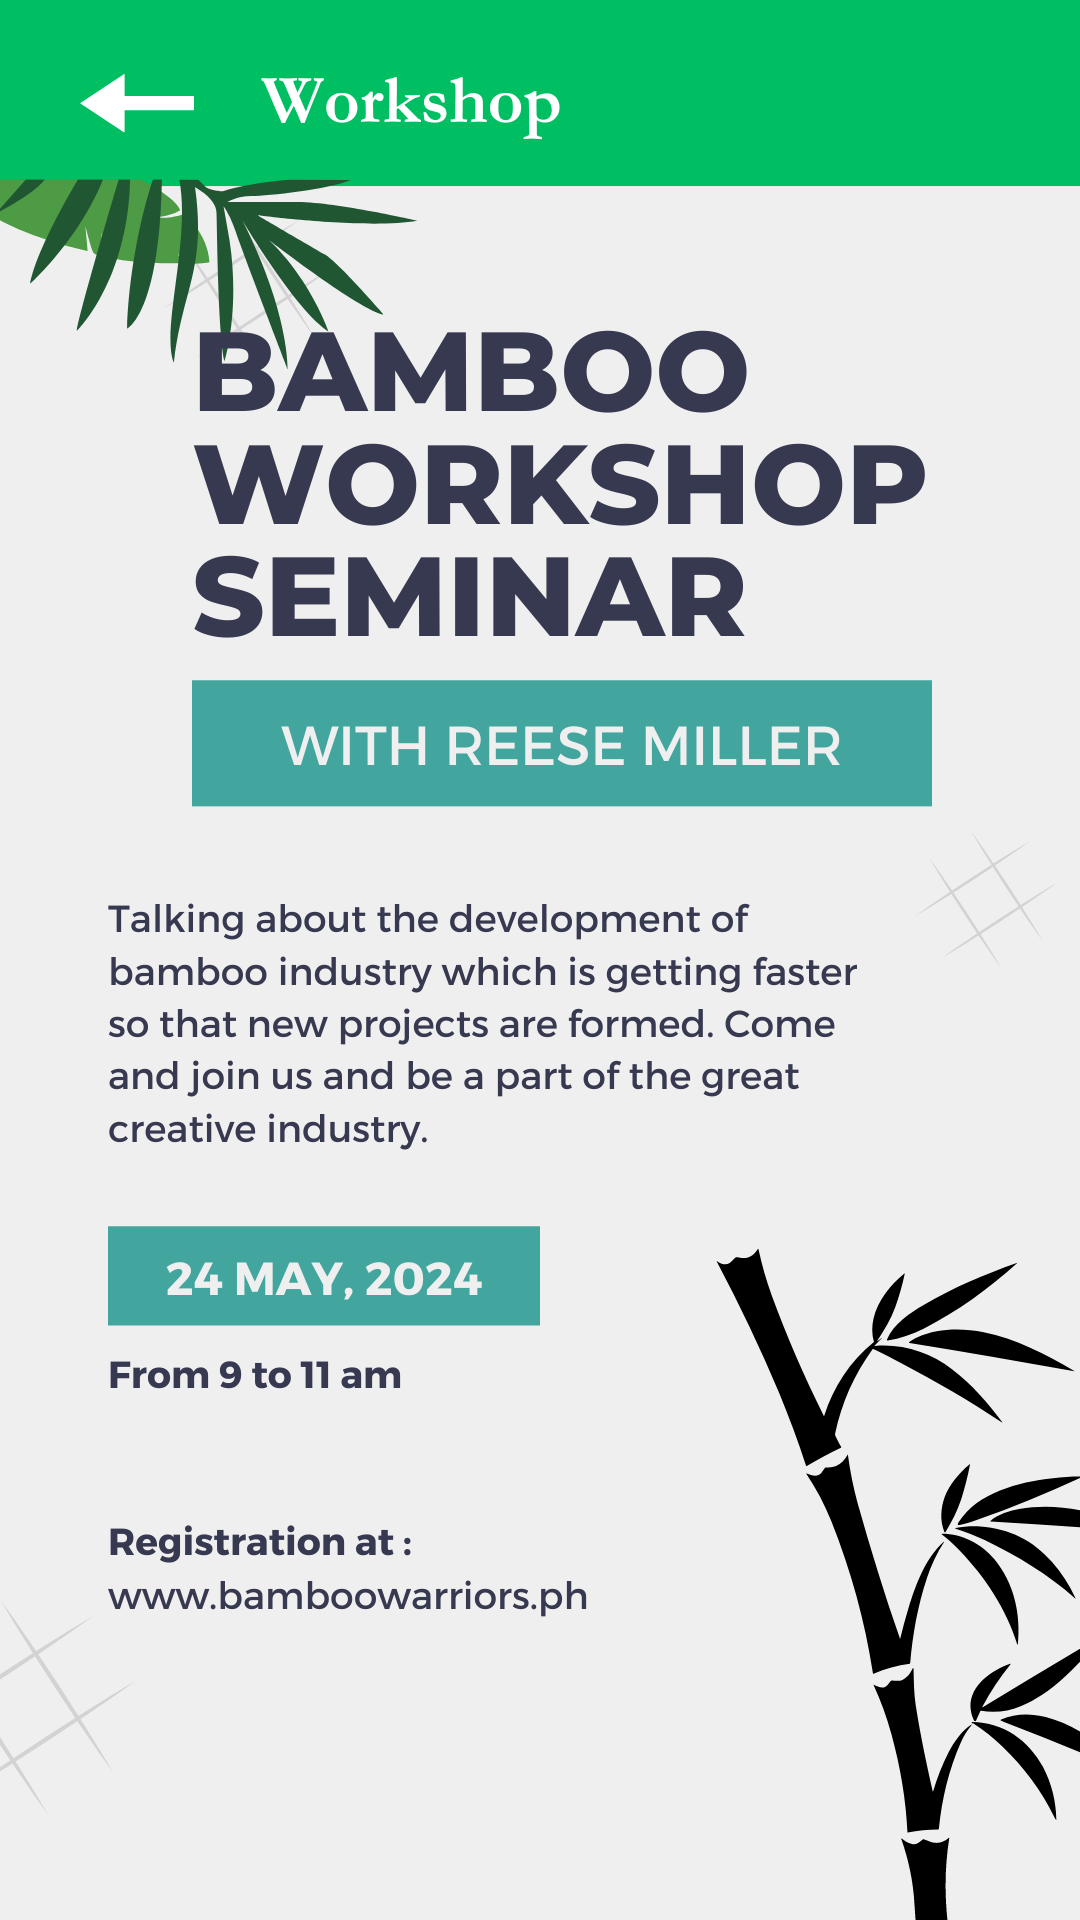 Workshop
BAMBOO
WORKSHOP
SEMINAR
WITH REESE MILLER
Talking about the development of
bamboo industry which is getting faster
so that new projects are formed. Come
and join us and be a part of the great
creative industry.
24 MAY, 2024
From 9 to 11 am
Registration at :
www.bamboowarriors.ph